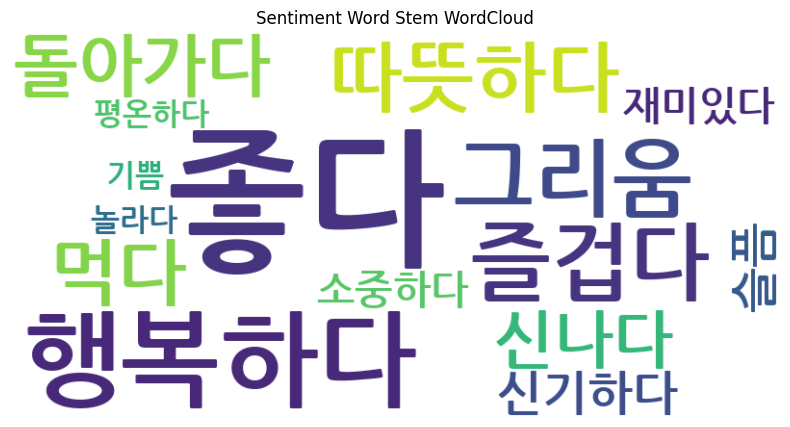 Sentiment Word Stem WordCloud
돌아가다
따뜻하다
재미있다
평온하다
좋다
그리움
기쁨
놀라다
즐겁다
슬픔
먹다
소중하다
행복하다
신나다
신기하다